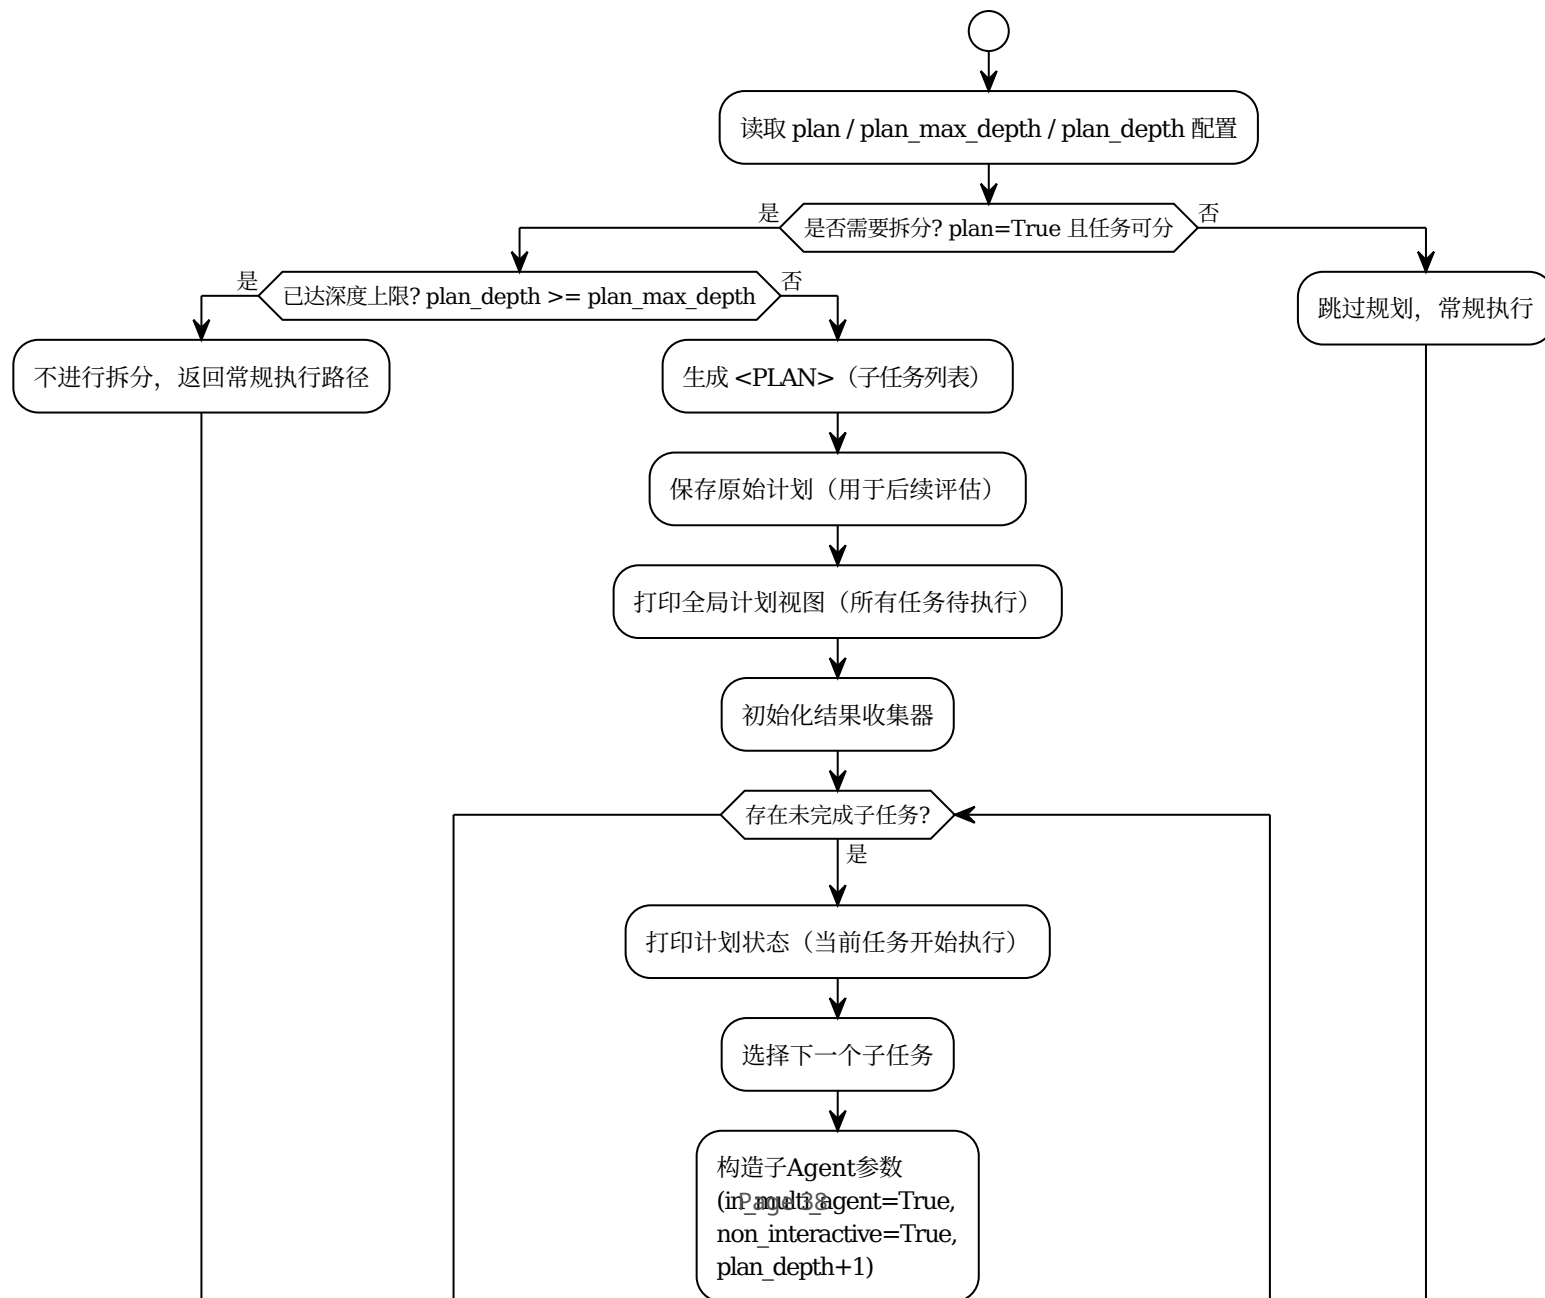 读取 plan / plan_max_depth / plan_depth 配置
是
是否需要拆分? plan=True 且任务可分
否
是
已达深度上限? plan_depth >= plan_max_depth
否
跳过规划，常规执行
不进行拆分，返回常规执行路径
生成 <PLAN>（子任务列表）
保存原始计划（用于后续评估）
打印全局计划视图（所有任务待执行）
初始化结果收集器
存在未完成子任务?
是
打印计划状态（当前任务开始执行）
选择下一个子任务
构造子Agent参数
(in_multi_agent=True,
Page 38
non_interactive=True,
plan_depth+1)